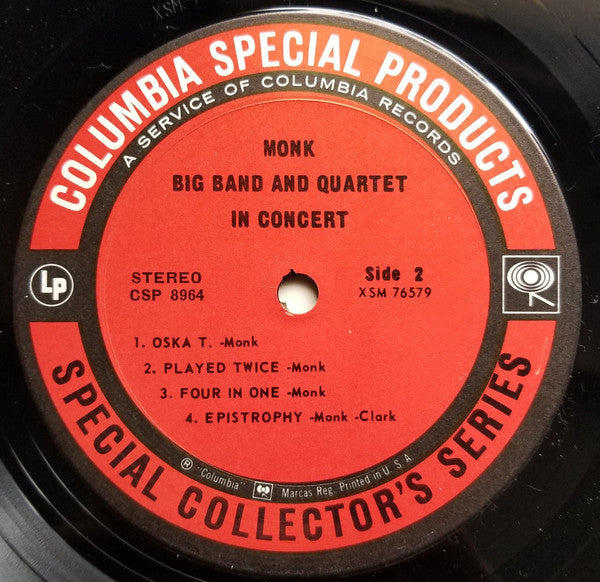 XSM
COLUMBIA SPECIAL PRODUCTS
A SERVICE OF COLUMBIA RECORDS
MONK
BIG BAND AND QUARTET
IN CONCERT
LP
STEREO
CSP 8964
Side 2
XSM 76579
1. OSKA T. -Monk
2. PLAYED TWICE -Monk
3. FOUR IN ONE -Monk
4. EPISTROPHY -Monk -Clark
® "Columbia" Marcas Reg. Printed in U. S. A
SPECIAL COLLECTOR'S SERIES